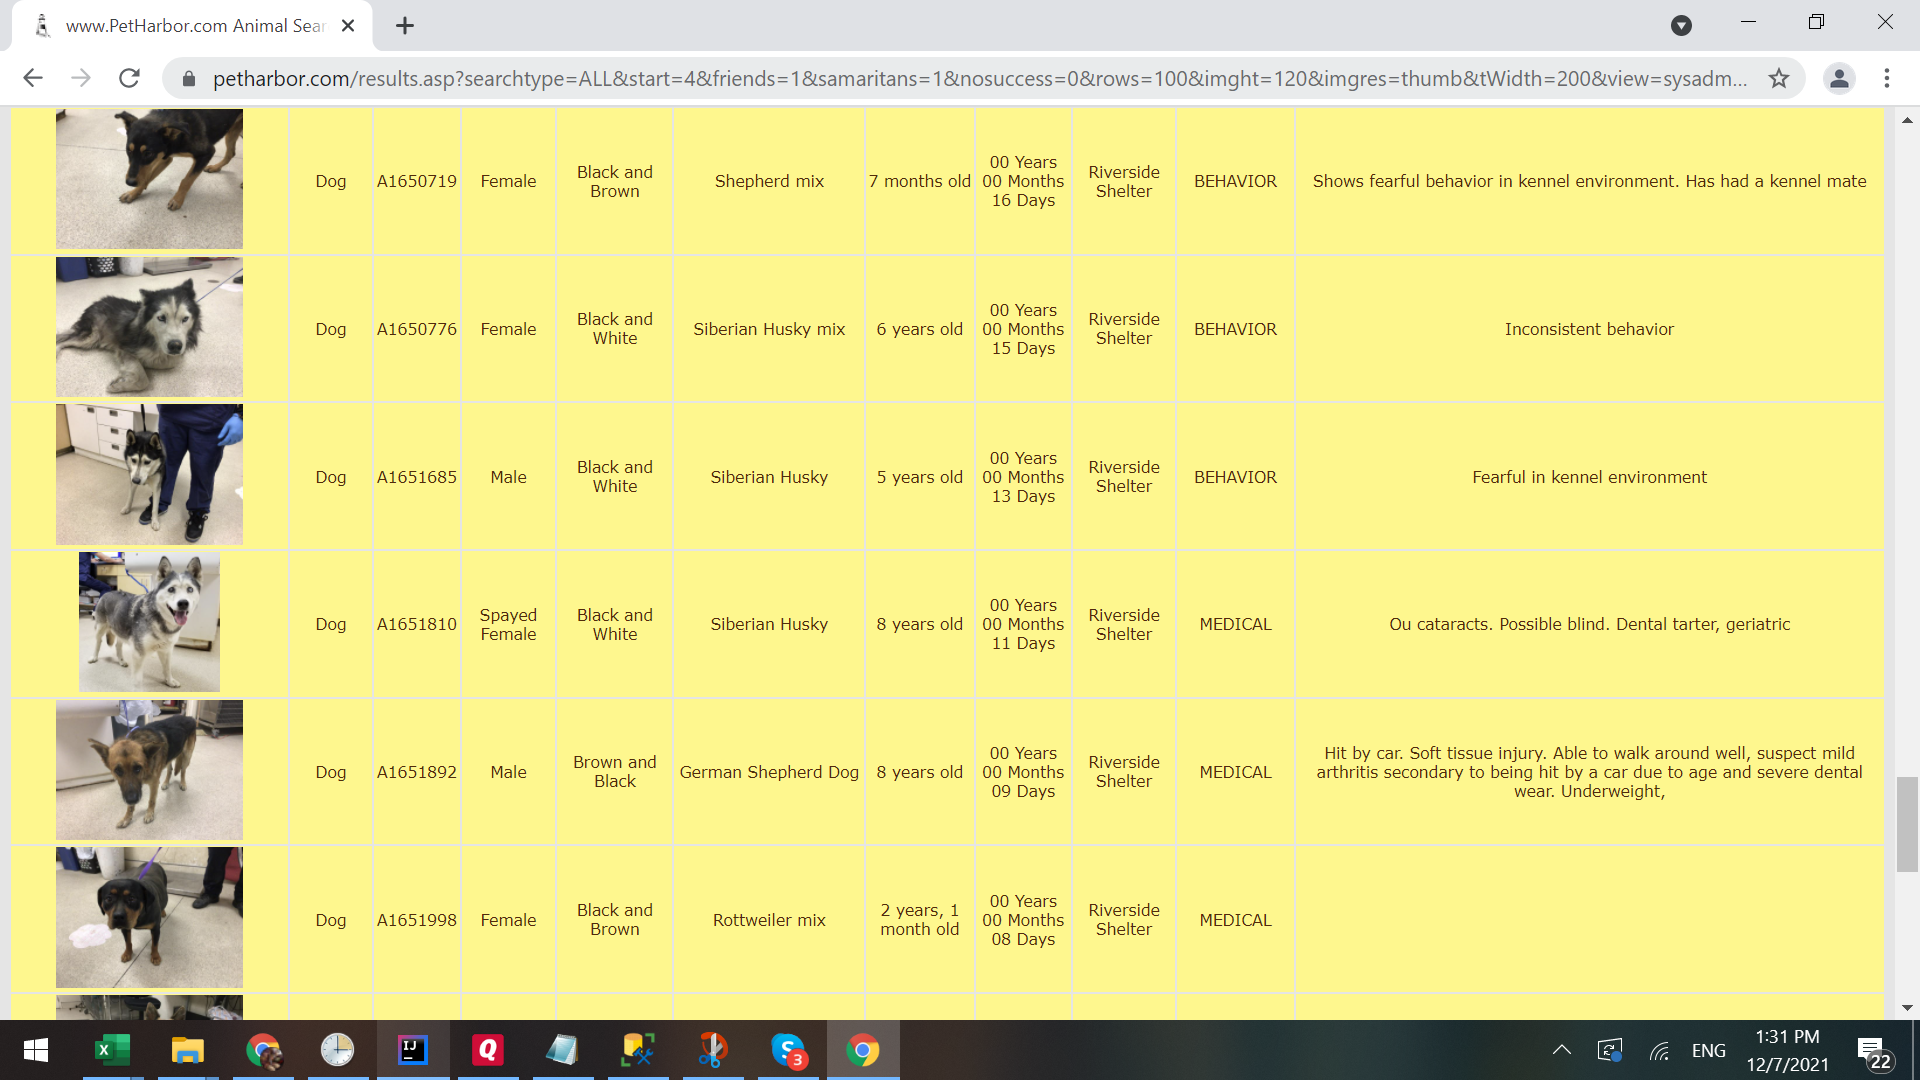 www.PetHarbor.com Animal Sear
petharbor.com/results.asp?searchtype=ALL&start=4&friends=1&samaritans=1&nosuccess=0&rows=100&imght=120&imgres=thumb&tWidth=200&view=sysadm...
Dog A1650719 Female Black and Brown Shepherd mix 7 months old 00 Years 00 Months 16 Days Riverside Shelter BEHAVIOR Shows fearful behavior in kennel environment. Has had a kennel mate
Dog A1650776 Female Black and White Siberian Husky mix 6 years old 00 Years 00 Months 15 Days Riverside Shelter BEHAVIOR Inconsistent behavior
Dog A1651685 Male Black and White Siberian Husky 5 years old 00 Years 00 Months 13 Days Riverside Shelter BEHAVIOR Fearful in kennel environment
Dog A1651810 Spayed Female Black and White Siberian Husky 8 years old 00 Years 00 Months 11 Days Riverside Shelter MEDICAL Ou cataracts. Possible blind. Dental tarter, geriatric
Dog A1651892 Male Brown and Black German Shepherd Dog 8 years old 00 Years 00 Months 09 Days Riverside Shelter MEDICAL Hit by car. Soft tissue injury. Able to walk around well, suspect mild arthritis secondary to being hit by a car due to age and severe dental wear. Underweight,
Dog A1651998 Female Black and Brown Rottweiler mix 2 years, 1 month old 00 Years 00 Months 08 Days Riverside Shelter MEDICAL
X IJ Q S 3 ENG 1:31 PM
12/7/2021 22